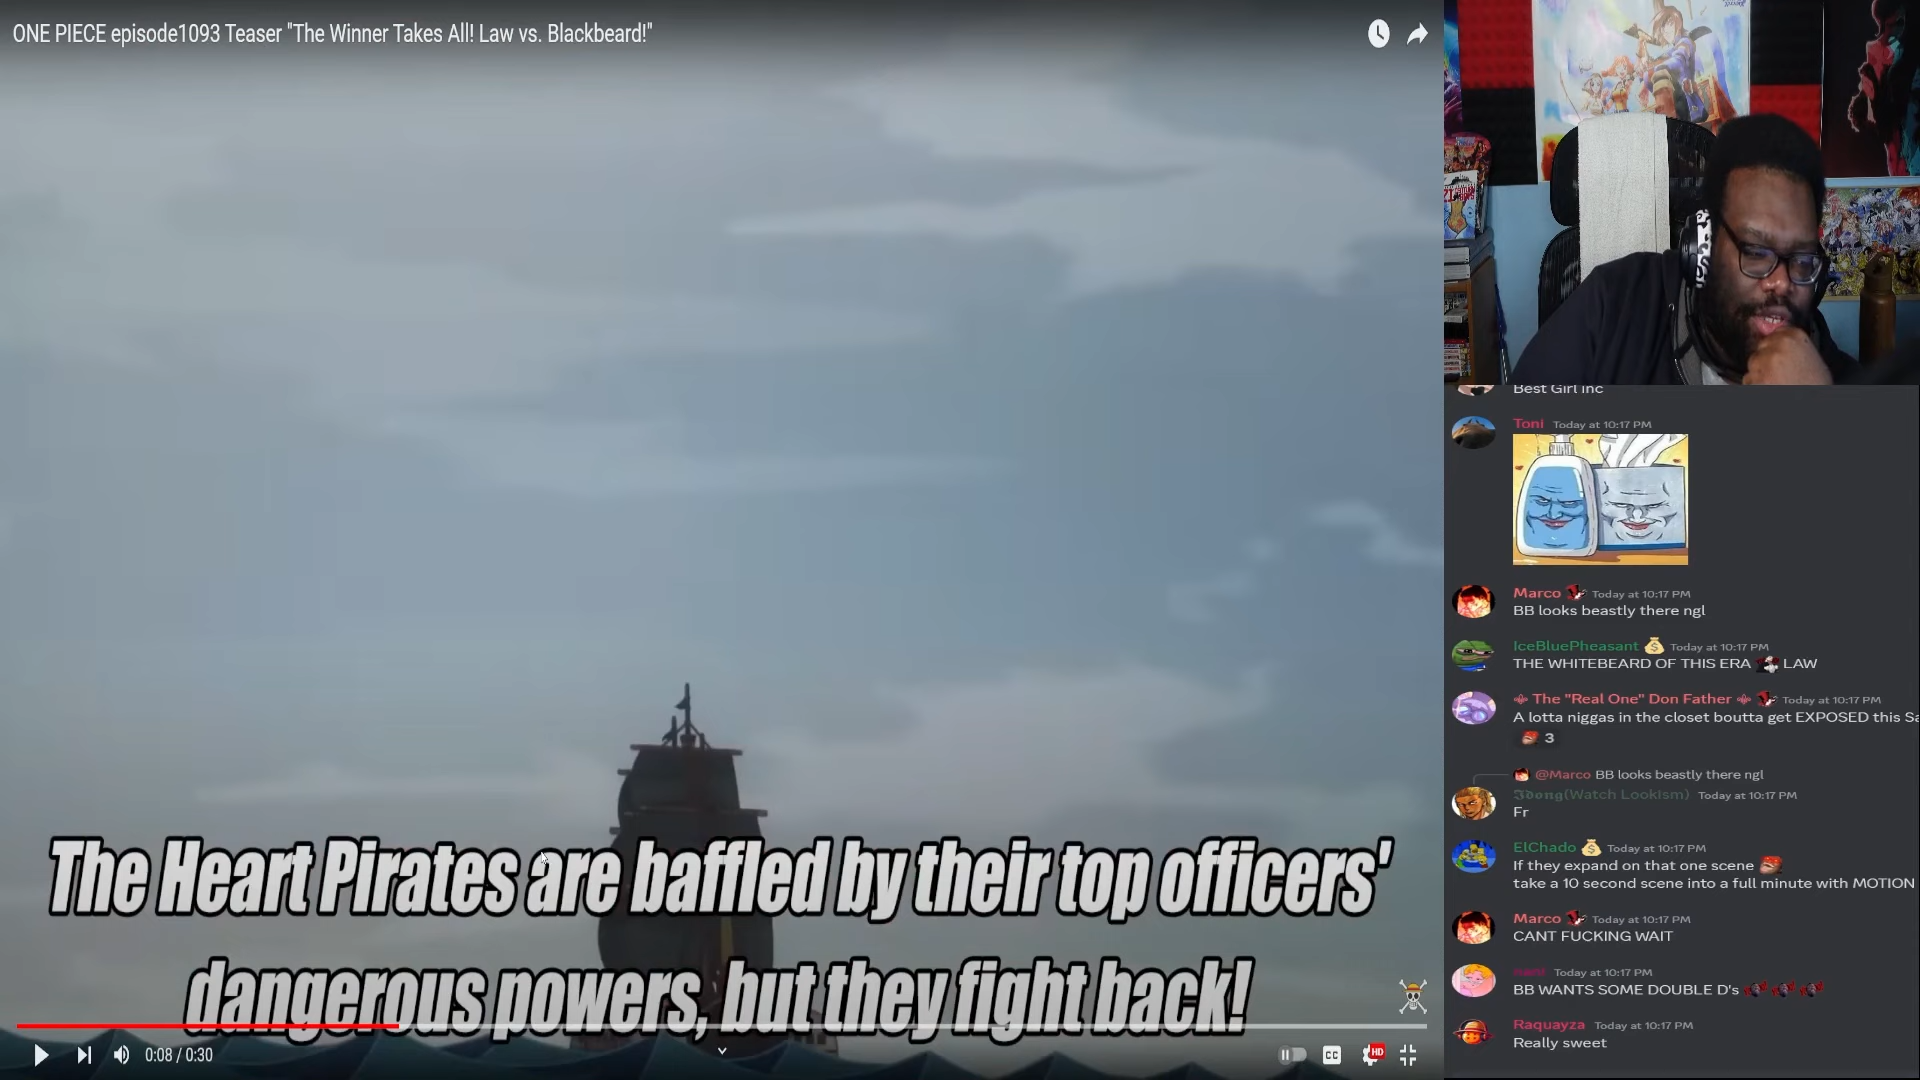 ONE PIECE episode1093 Teaser "The Winner Takes All! Law vs. Blackbeard!"
The Heart Pirates are baffled by their top officers'
dangerous powers, but they fight back!
0:08 / 0:30
CC
HD
Best Girl Inc
Toni Today at 10:17 PM
Marco Today at 10:17 PM
BB looks beastly there ngl
IceBluePheasant Today at 10:17 PM
THE WHITEBEARD OF THIS ERA LAW
The "Real One" Don Father Today at 10:17 PM
A lotta niggas in the closet boutta get EXPOSED this Sa
3
@Marco BB looks beastly there ngl
(Watch Lookism) Today at 10:17 PM
Fr
ElChado Today at 10:17 PM
If they expand on that one scene
take a 10 second scene into a full minute with MOTION
Marco Today at 10:17 PM
CANT FUCKING WAIT
Today at 10:17 PM
BB WANTS SOME DOUBLE D's
Raquayza Today at 10:17 PM
Really sweet